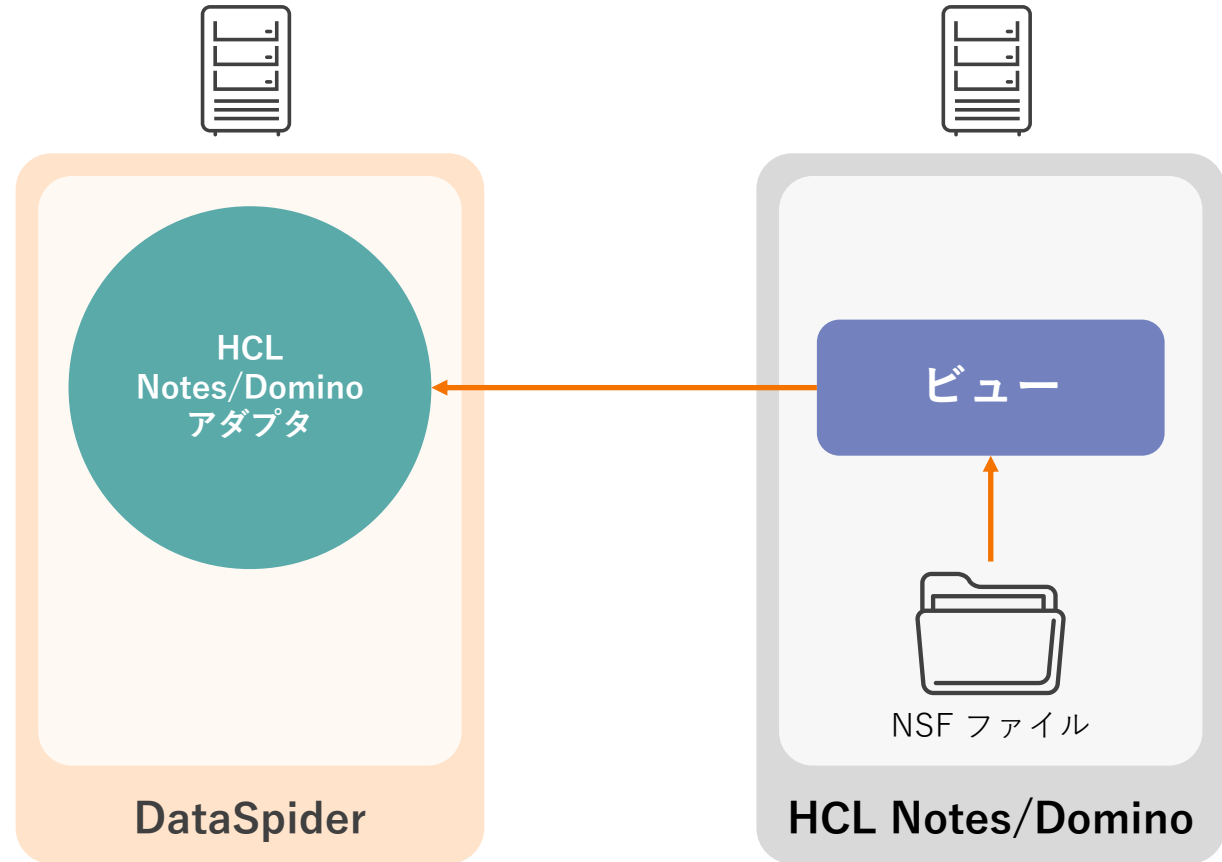 HCL
Notes/Domino
アダプタ
ビュー
NSF ファイル
DataSpider
HCL Notes/Domino